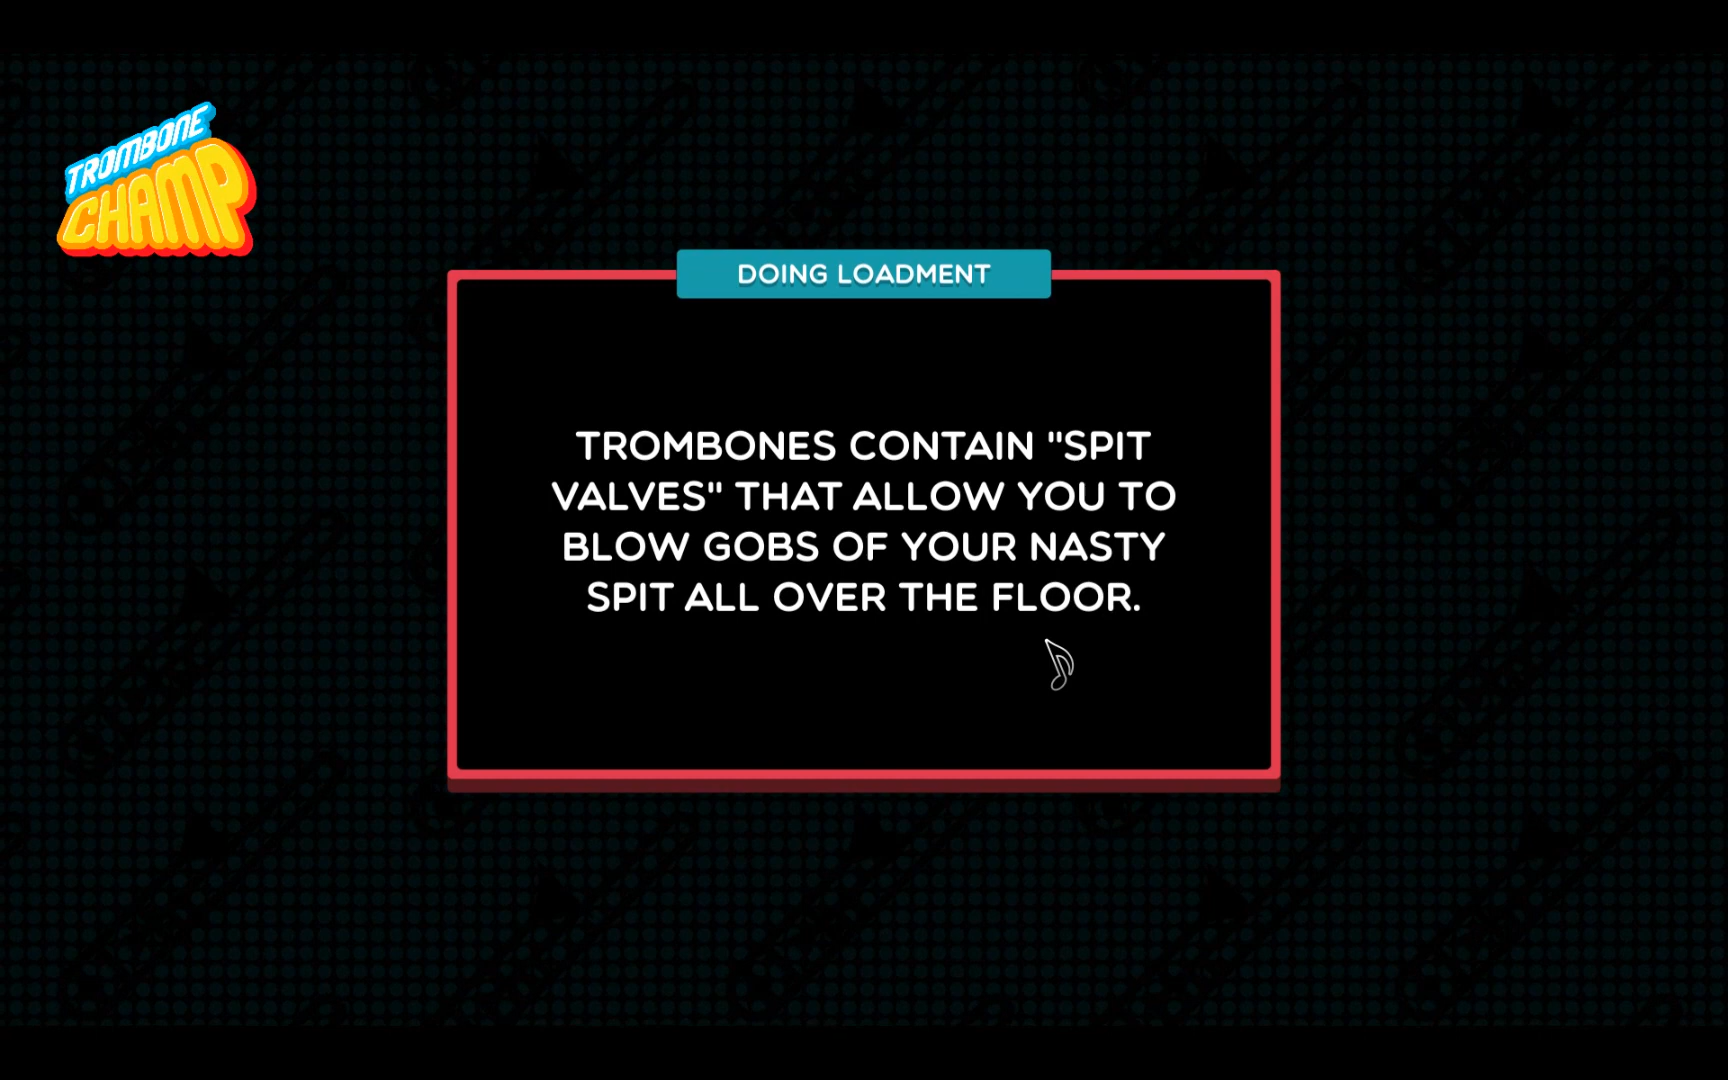 TROMBONE
CHAMP
DOING LOADMENT
TROMBONES CONTAIN "SPIT
VALVES" THAT ALLOW YOU TO
BLOW GOBS OF YOUR NASTY
SPIT ALL OVER THE FLOOR.